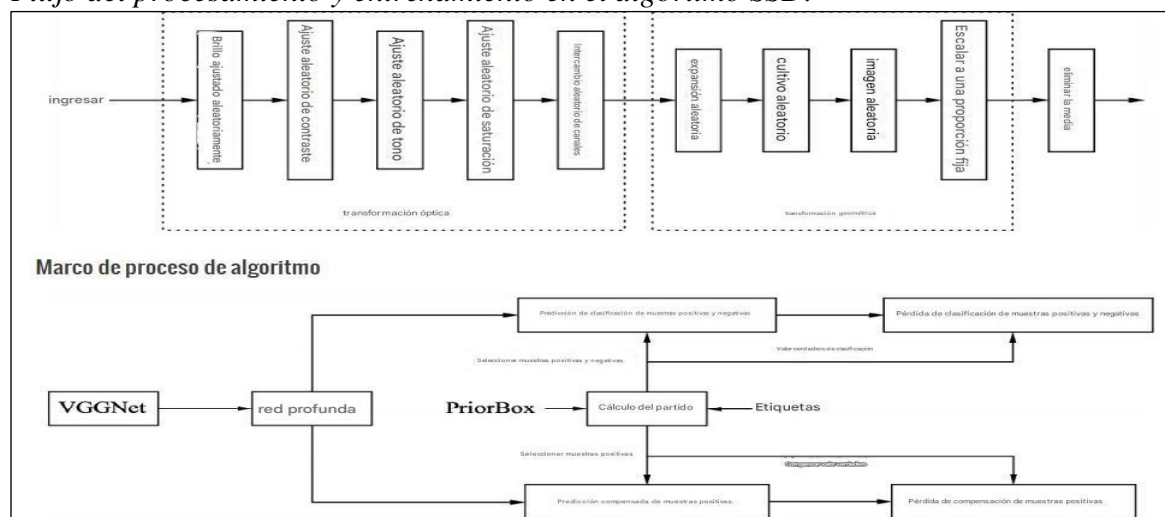 Flujo del procesamiento y entrenamiento en el algoritmo SSD.
ingresar
Brillo ajustado aleatoriamente
Ajuste aleatorio de contraste
Ajuste aleatorio de tono
Ajuste aleatorio de saturación
Intercambio aleatorio de canales
expansión aleatoria
cultivo aleatorio
imagen aleatoria
Escalar a una proporción fija
eliminar la media
transformación óptica
transformación geométrica
Marco de proceso de algoritmo
Predicción de clasificación de muestras positivas y negativas
Pérdida de clasificación de muestras positivas y negativas
Seleccionar muestras positivas y negativas.
Valor verdadero de clasificación
VGGNet
red profunda
PriorBox
Cálculo del partido
Etiquetas
Seleccionar muestras positivas
Compensar valor verdadero
Predicción compensada de muestras positivas.
Pérdida de compensación de muestras positivas